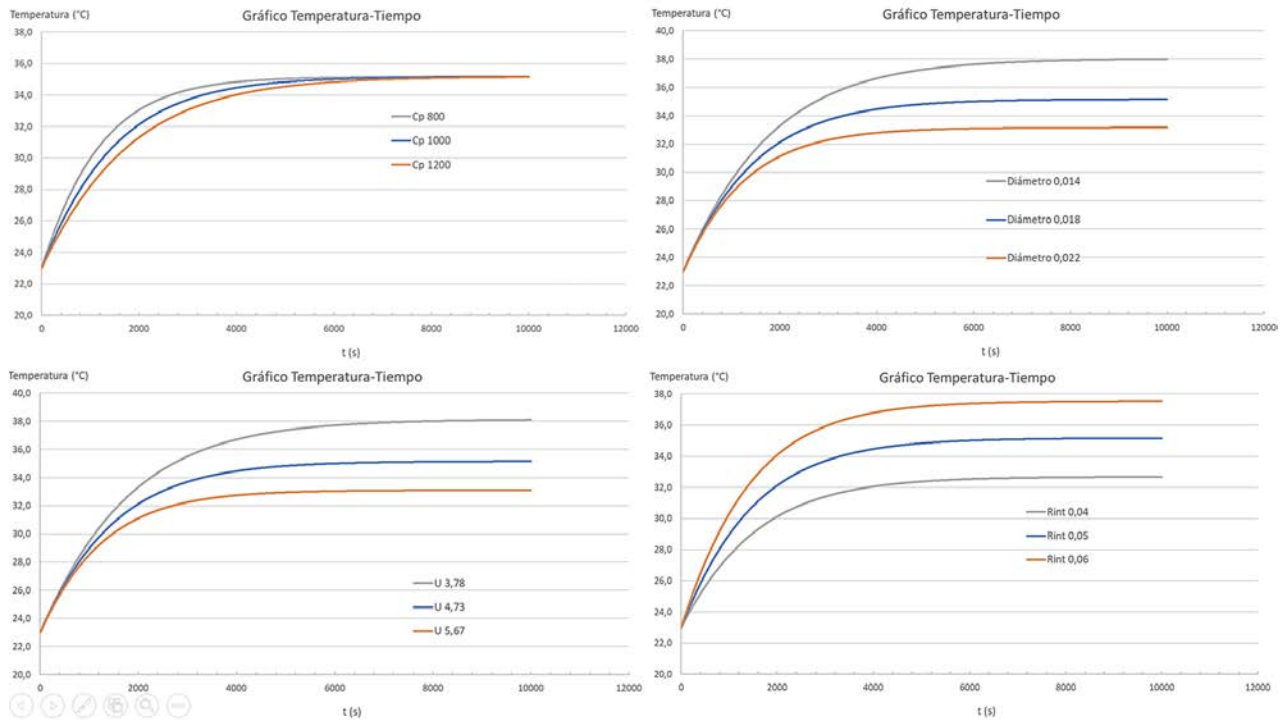 Temperatura (°C)
Gráfico Temperatura-Tiempo
40,0
38,0
36,0
34,0
32,0
30,0
28,0
26,0
24,0
22,0
20,0
Cp 800
Cp 1000
Cp 1200
0 2000 4000 6000 8000 10000 12000
t (s)
Temperatura (°C)
Gráfico Temperatura-Tiempo
40,0
38,0
36,0
34,0
32,0
30,0
28,0
26,0
24,0
22,0
20,0
Diámetro 0,014
Diámetro 0,018
Diámetro 0,022
0 2000 4000 6000 8000 10000 12000
t (s)
Temperatura (°C)
Gráfico Temperatura-Tiempo
40,0
38,0
36,0
34,0
32,0
30,0
28,0
26,0
24,0
22,0
20,0
U 3,78
U 4,73
U 5,67
0 2000 4000 6000 8000 10000 12000
t (s)
Temperatura (°C)
Gráfico Temperatura-Tiempo
38,0
36,0
34,0
32,0
30,0
28,0
26,0
24,0
22,0
20,0
Rint 0,04
Rint 0,05
Rint 0,06
0 2000 4000 6000 8000 10000 12000
t (s)